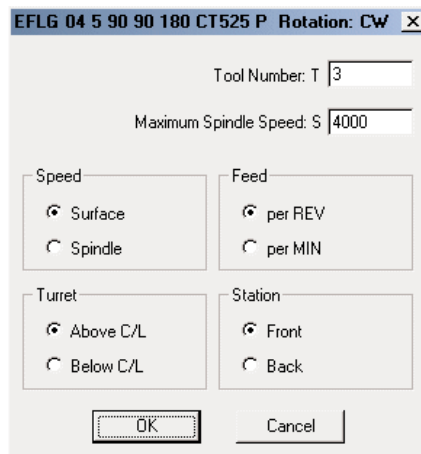 EFLG 04 5 90 90 180 CT525 P Rotation: CW
Tool Number: T 3
Maximum Spindle Speed: S 4000
Speed Feed
Surface per REV
Spindle per MIN
Turret Station
Above C/L Front
Below C/L Back
OK Cancel